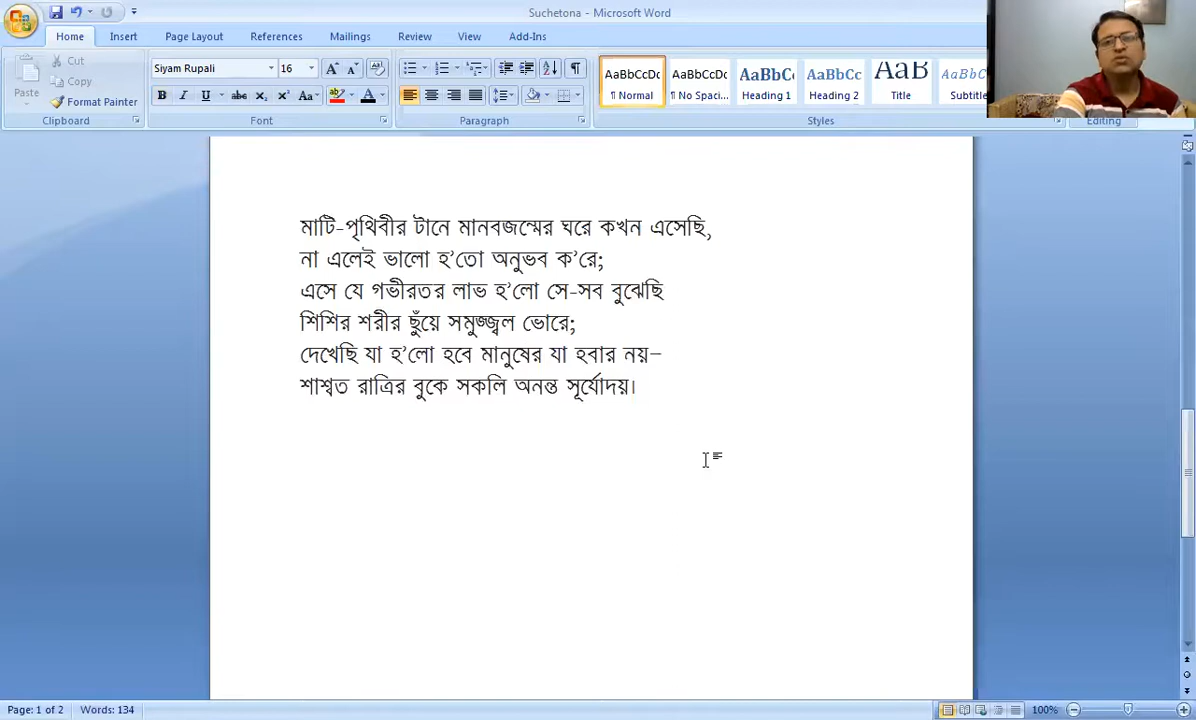 Suchetona - Microsoft Word
Home Insert Page Layout References Mailings Review View Add-Ins
Paste
Cut
Copy
Format Painter
Clipboard
Siyam Rupali 16
Font
Paragraph
AaBbCcDc AaBbCcDc AaBbC AaBbCc AaB AaBbC
¶ Normal ¶ No Spaci... Heading 1 Heading 2 Title Subtitle
Styles
Editing
মাটি-পৃথিবীর টানে মানবজন্মের ঘরে কখন এসেছি,
না এলেই ভালো হ’তো অনুভব ক’রে;
এসে যে গভীরতর লাভ হ’লো সে-সব বুঝেছি
শিশির শরীর ছুঁয়ে সমুজ্জ্বল ভোরে;
দেখেছি যা হ’লো হবে মানুষের যা হবার নয়–
শাশ্বত রাত্রির বুকে সকলি অনন্ত সূর্যোদয়।
Page: 1 of 2 Words: 134 100%